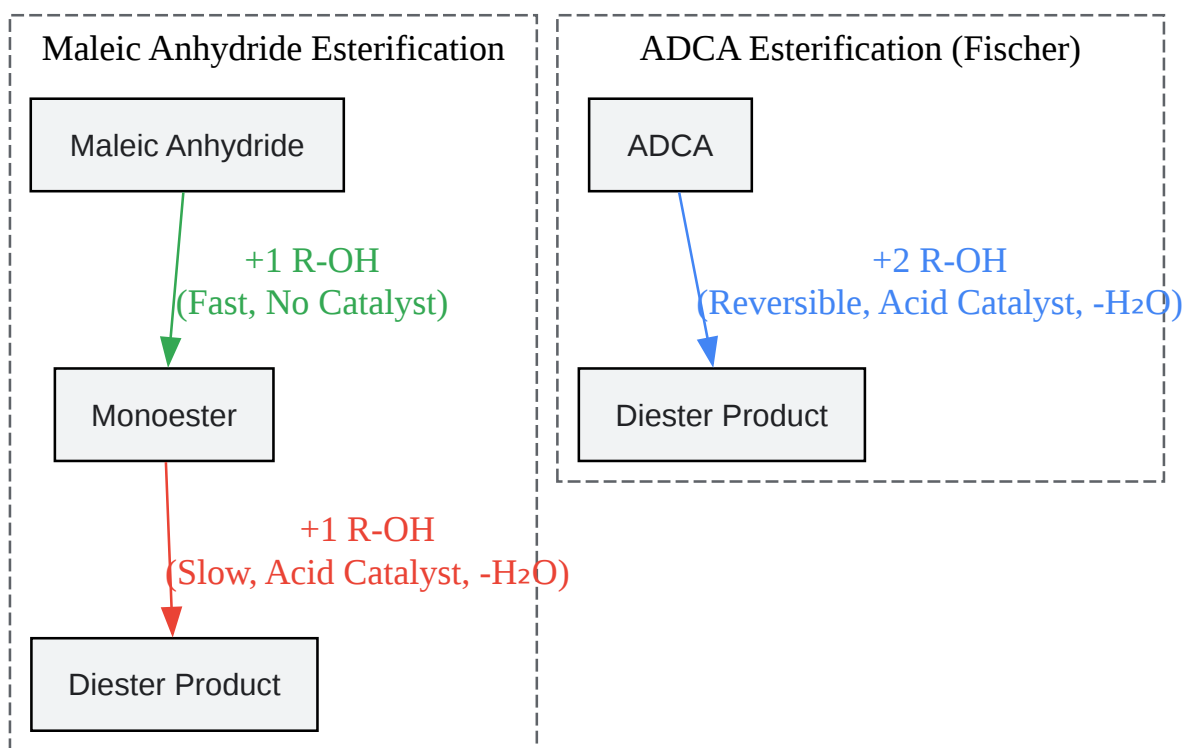 Maleic Anhydride Esterification
Maleic Anhydride
+1 R-OH
(Fast, No Catalyst)
Monoester
+1 R-OH
(Slow, Acid Catalyst, -H₂O)
Diester Product
ADCA Esterification (Fischer)
ADCA
+2 R-OH
(Reversible, Acid Catalyst, -H₂O)
Diester Product